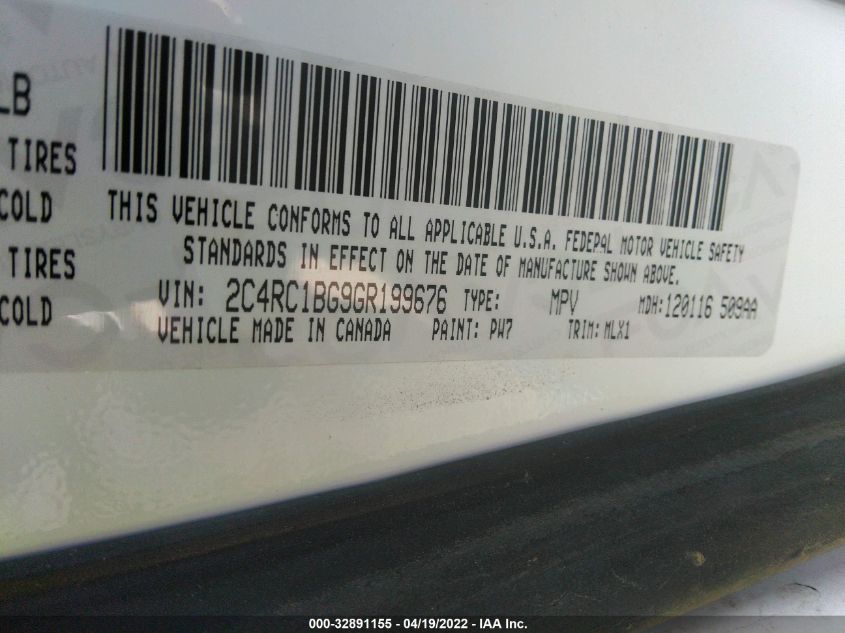 LB
TIRES
COLD
TIRES
COLD
THIS VEHICLE CONFORMS TO ALL APPLICABLE U.S.A. FEDERAL MOTOR VEHICLE SAFETY
STANDARDS IN EFFECT ON THE DATE OF MANUFACTURE SHOWN ABOVE.
VIN: 2C4RC1BG9GR199676 TYPE: MPV MDH:120116 509AA
VEHICLE MADE IN CANADA PAINT: PW7 TRIM: MLX1
000-32891155 - 04/19/2022 - IAA Inc.